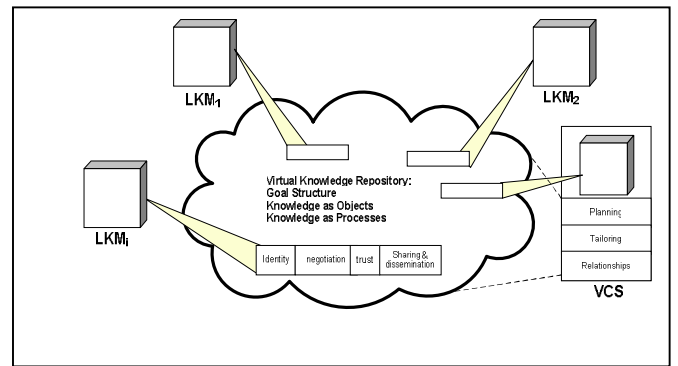 LKM1
LKM2
LKMi
Virtual Knowledge Repository:
Goal Structure
Knowledge as Objects
Knowledge as Processes
Identity
negotiation
trust
Sharing &
dissemination
Planning
Tailoring
Relationships
VCS